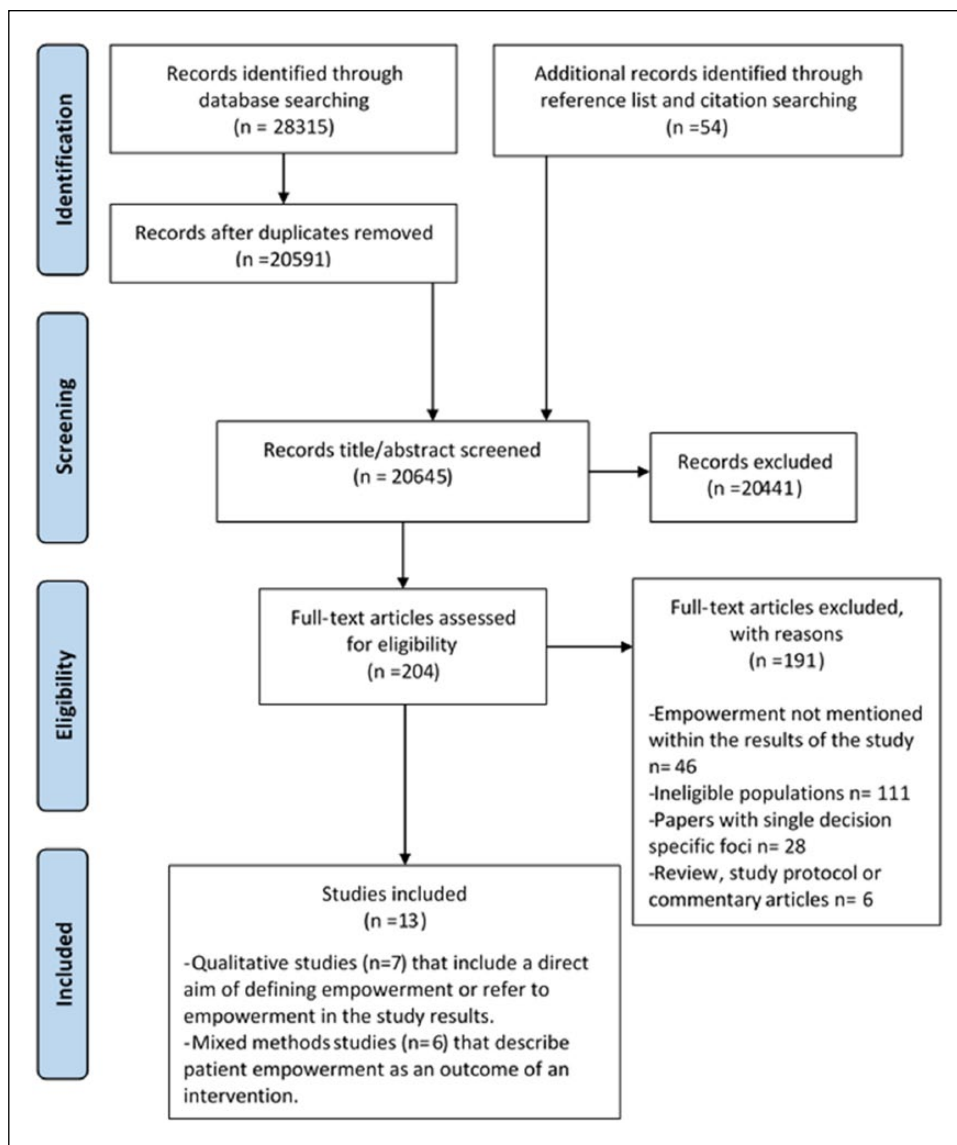 Identification
Records identified through
database searching
(n = 28315)
Additional records identified through
reference list and citation searching
(n =54)
Records after duplicates removed
(n =20591)
Screening
Records title/abstract screened
(n = 20645)
Records excluded
(n =20441)
Eligibility
Full-text articles assessed
for eligibility
(n =204)
Full-text articles excluded,
with reasons
(n =191)
-Empowerment not mentioned
within the results of the study
n= 46
-Ineligible populations n= 111
-Papers with single decision
specific foci n= 28
-Review, study protocol or
commentary articles n= 6
Included
Studies included
(n =13)
-Qualitative studies (n=7) that include a direct
aim of defining empowerment or refer to
empowerment in the study results.
-Mixed methods studies (n=6) that describe
patient empowerment as an outcome of an
intervention.